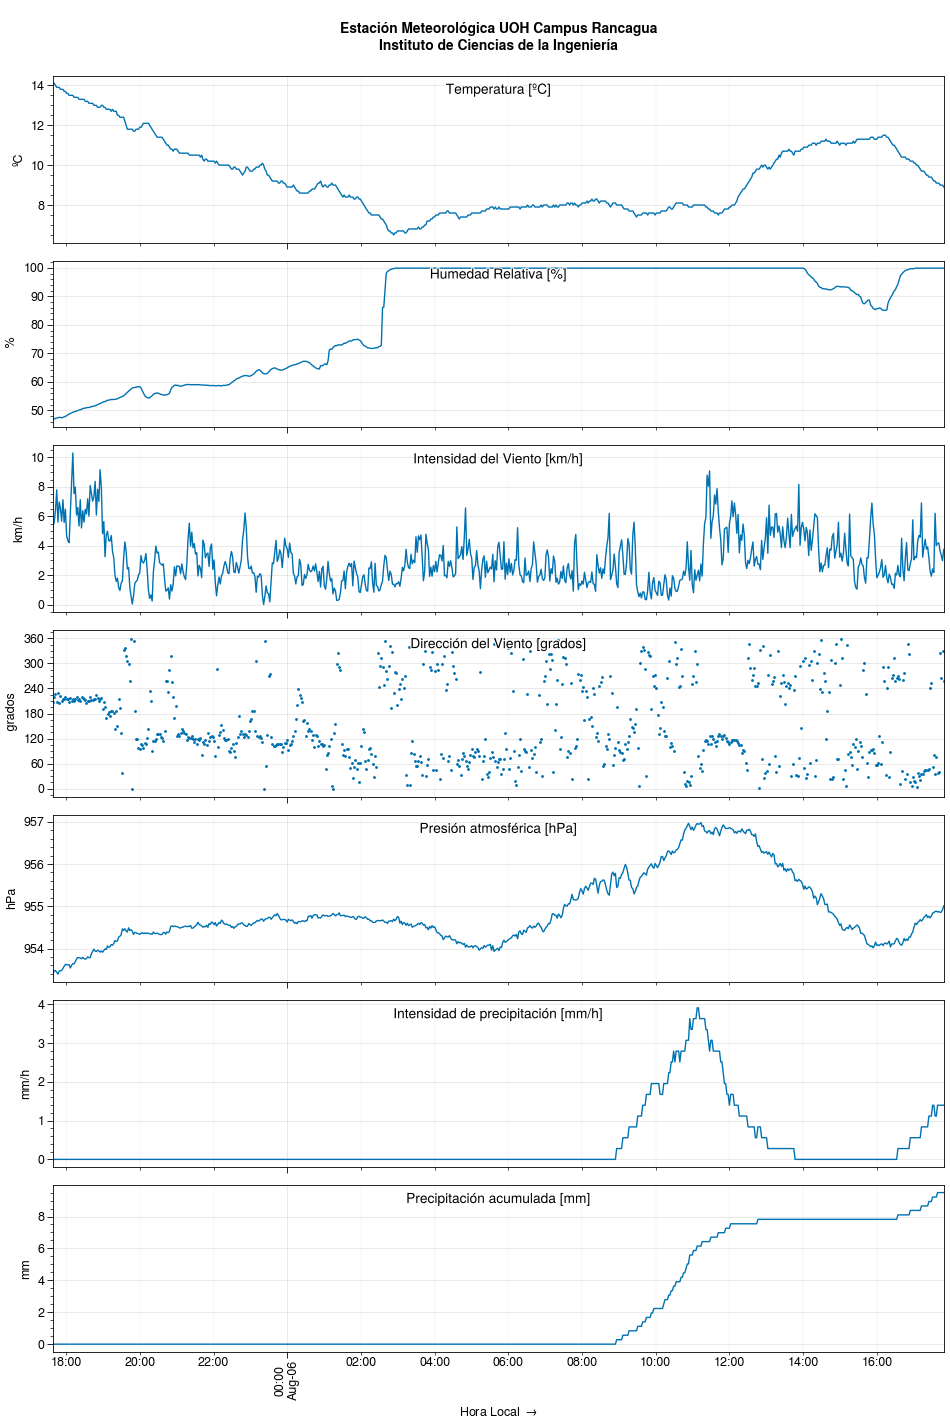 Estación Meteorológica UOH Campus Rancagua
Instituto de Ciencias de la Ingeniería
Temperatura [ºC]
14
12
10
8
ºC
Humedad Relativa [%]
100
90
80
70
60
50
%
Intensidad del Viento [km/h]
10
8
6
4
2
0
km/h
Dirección del Viento [grados]
360
300
240
180
120
60
0
grados
Presión atmosférica [hPa]
957
956
955
954
hPa
Intensidad de precipitación [mm/h]
4
3
2
1
0
mm/h
Precipitación acumulada [mm]
8
6
4
2
0
mm
18:00 20:00 22:00 00:00 02:00 04:00 06:00 08:00 10:00 12:00 14:00 16:00
Aug-06
Hora Local →